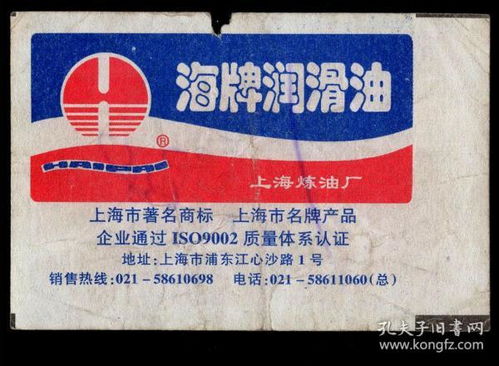 海牌润滑油
®
HAIPAI
上海炼油厂
上海市著名商标 上海市名牌产品
企业通过 ISO9002 质量体系认证
地址:上海市浦东江心沙路1号
销售热线:021-58610698 电话:021-58611060(总)
孔夫子旧书网
www.kongfz.com